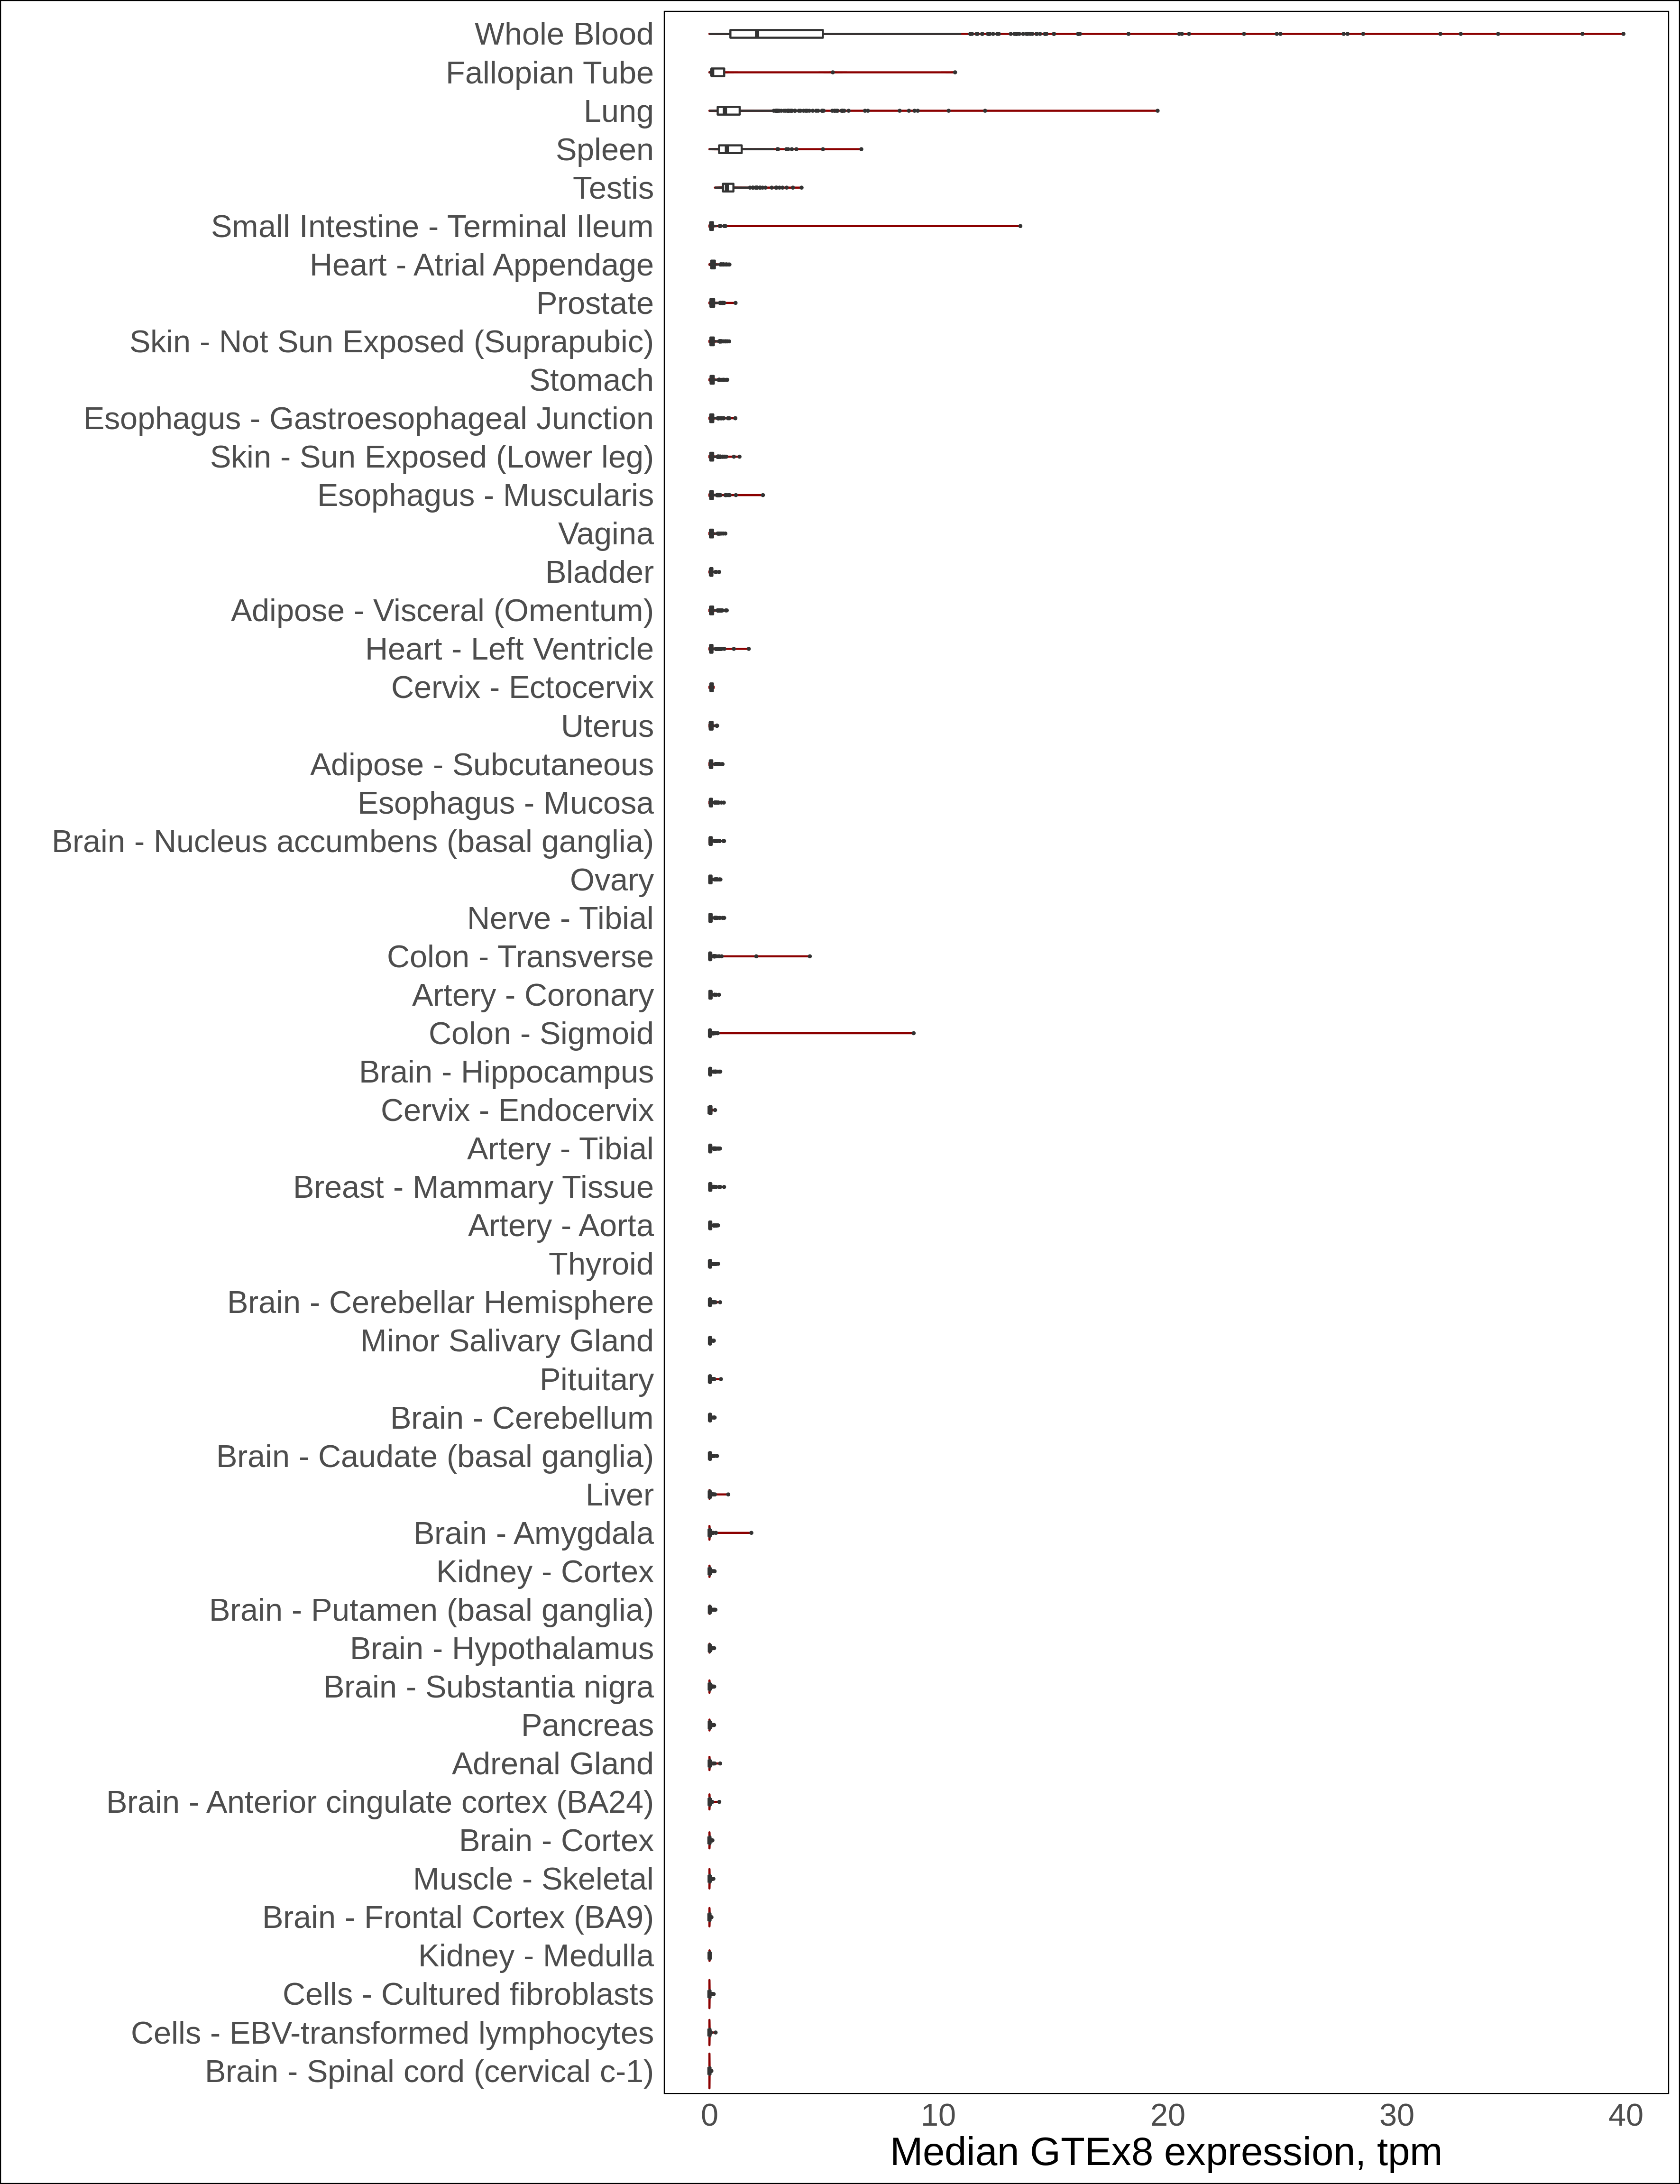 Whole Blood
Fallopian Tube
Lung
Spleen
Testis
Small Intestine - Terminal Ileum
Heart - Atrial Appendage
Prostate
Skin - Not Sun Exposed (Suprapubic)
Stomach
Esophagus - Gastroesophageal Junction
Skin - Sun Exposed (Lower leg)
Esophagus - Muscularis
Vagina
Bladder
Adipose - Visceral (Omentum)
Heart - Left Ventricle
Cervix - Ectocervix
Uterus
Adipose - Subcutaneous
Esophagus - Mucosa
Brain - Nucleus accumbens (basal ganglia)
Ovary
Nerve - Tibial
Colon - Transverse
Artery - Coronary
Colon - Sigmoid
Brain - Hippocampus
Cervix - Endocervix
Artery - Tibial
Breast - Mammary Tissue
Artery - Aorta
Thyroid
Brain - Cerebellar Hemisphere
Minor Salivary Gland
Pituitary
Brain - Cerebellum
Brain - Caudate (basal ganglia)
Liver
Brain - Amygdala
Kidney - Cortex
Brain - Putamen (basal ganglia)
Brain - Hypothalamus
Brain - Substantia nigra
Pancreas
Adrenal Gland
Brain - Anterior cingulate cortex (BA24)
Brain - Cortex
Muscle - Skeletal
Brain - Frontal Cortex (BA9)
Kidney - Medulla
Cells - Cultured fibroblasts
Cells - EBV-transformed lymphocytes
Brain - Spinal cord (cervical c-1)
0 10 20 30 40
Median GTEx8 expression, tpm